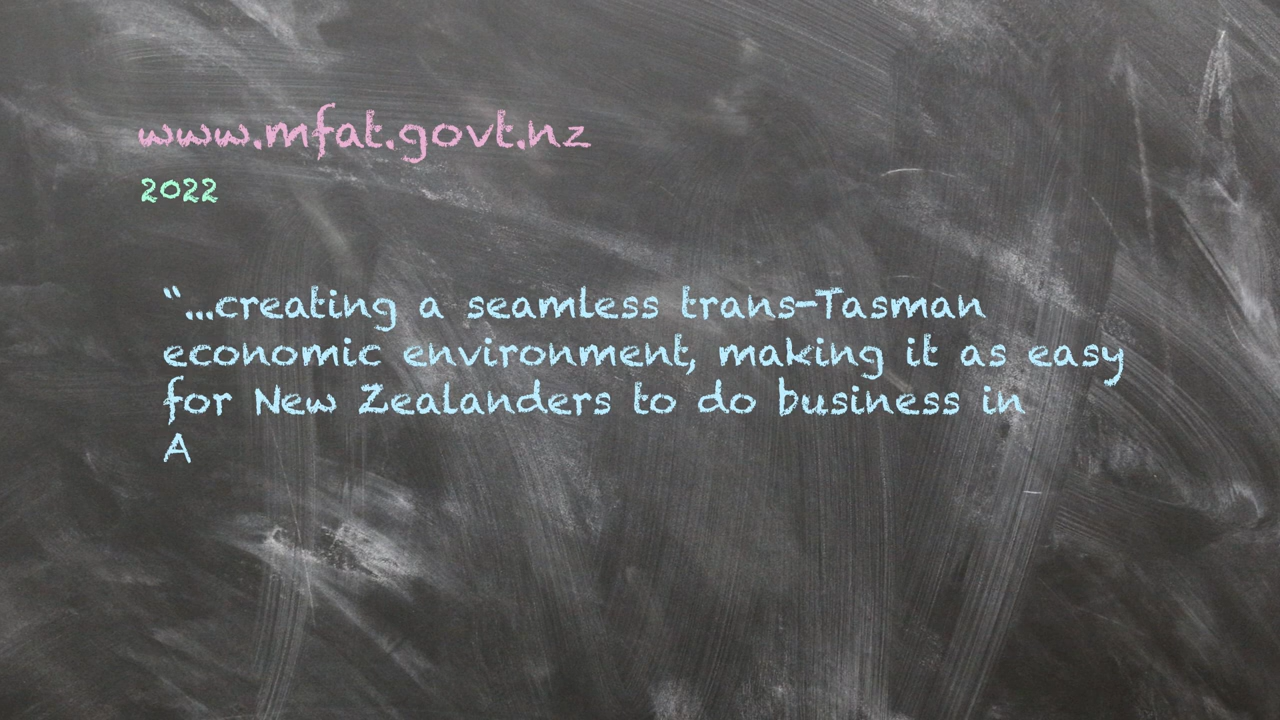 www.mfat.govt.nz
2022
“...creating a seamless trans-Tasman
economic environment, making it as easy
for New Zealanders to do business in
A